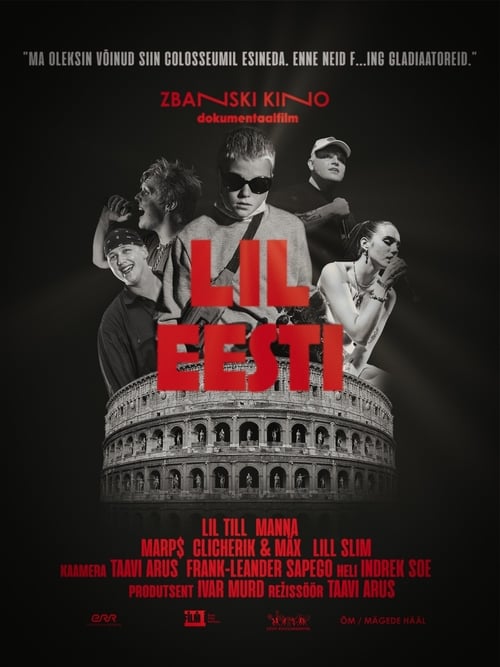 "MA OLEKSIN VÕINUD SIIN COLOSSEUMIL ESINEDA. ENNE NEID F...ING GLADIAATOREID."
ZBANSKI KINO
dokumentaalfilm
LIL
EESTI
LIL TILL MANNA
MARP$ CLICHERIK & MÄX LILL SLIM
KAAMERA TAAVI ARUS FRANK-LEANDER SAPEGO HELI INDREK SOE
PRODUTSENT IVAR MURD REŽISSÖÖR TAAVI ARUS
err
ÖM / MÄGEDE HÄÄL